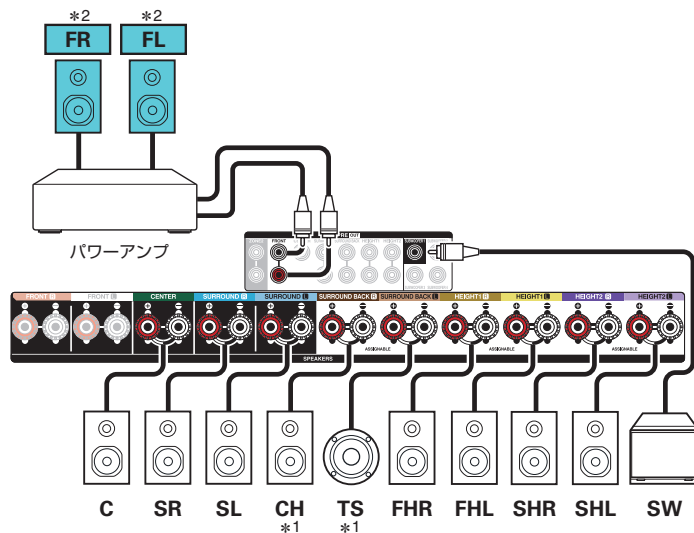 *2 *2
FR FL
パワーアンプ
PRE OUT
FRONT
SUBWOOFER1
FRONT R FRONT L CENTER SURROUND R SURROUND L SURROUND BACK R SURROUND BACK L HEIGHT1 R HEIGHT1 L HEIGHT2 R HEIGHT2 L
ASSIGNABLE ASSIGNABLE ASSIGNABLE
SPEAKERS
C SR SL CH TS FHR FHL SHR SHL SW
*1 *1